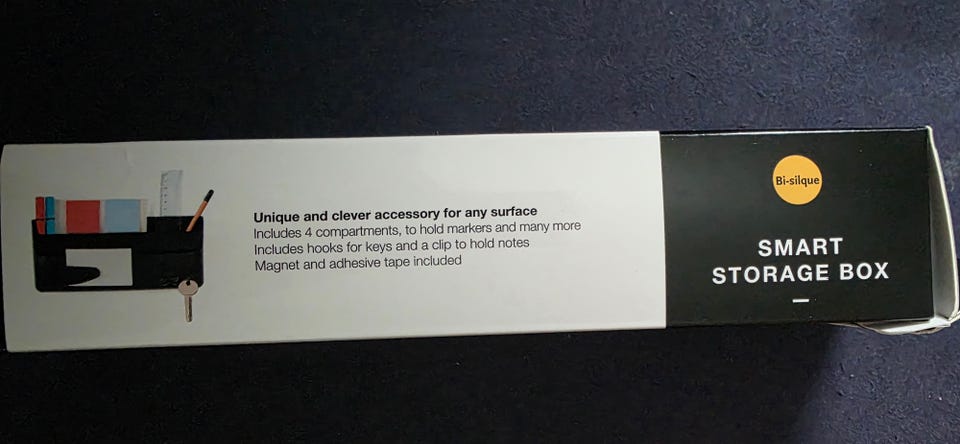 Unique and clever accessory for any surface
Includes 4 compartments, to hold markers and many more
Includes hooks for keys and a clip to hold notes
Magnet and adhesive tape included
Bi-silque
SMART
STORAGE BOX